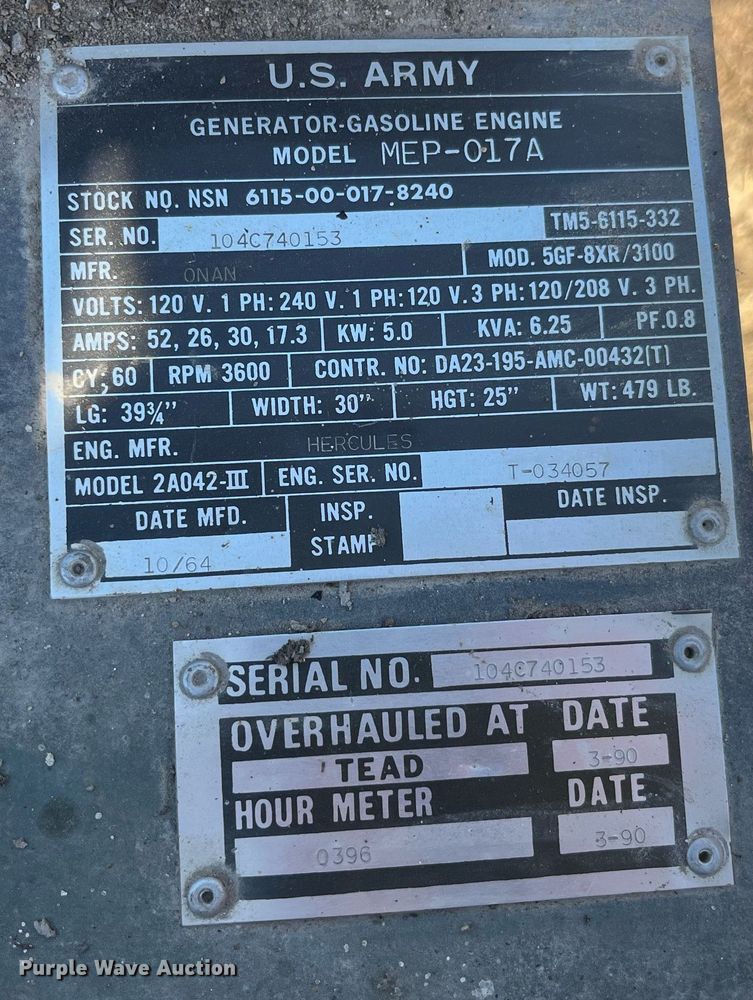 U.S. ARMY
GENERATOR-GASOLINE ENGINE
MODEL MEP-017A
STOCK NO. NSN 6115-00-017-8240
SER. NO. 104C740153 TM5-6115-332
MFR. ONAN MOD. 5GF-8XR/3100
VOLTS: 120 V. 1 PH: 240 V. 1 PH: 120 V. 3 PH: 120/208 V. 3 PH.
AMPS: 52, 26, 30, 17.3 KW: 5.0 KVA: 6.25 PF.0.8
CY; 60 RPM 3600 CONTR. NO: DA23-195-AMC-00432(T)
LG: 39¾" WIDTH: 30" HGT: 25" WT: 479 LB.
ENG. MFR. HERCULES
MODEL 2A042-III ENG. SER. NO. T-034057
DATE MFD. INSP. STAMP DATE INSP.
10/64
SERIAL NO. 104C740153
OVERHAULED AT DATE
TEAD 3-90
HOUR METER DATE
0396 3-90
Purple Wave Auction